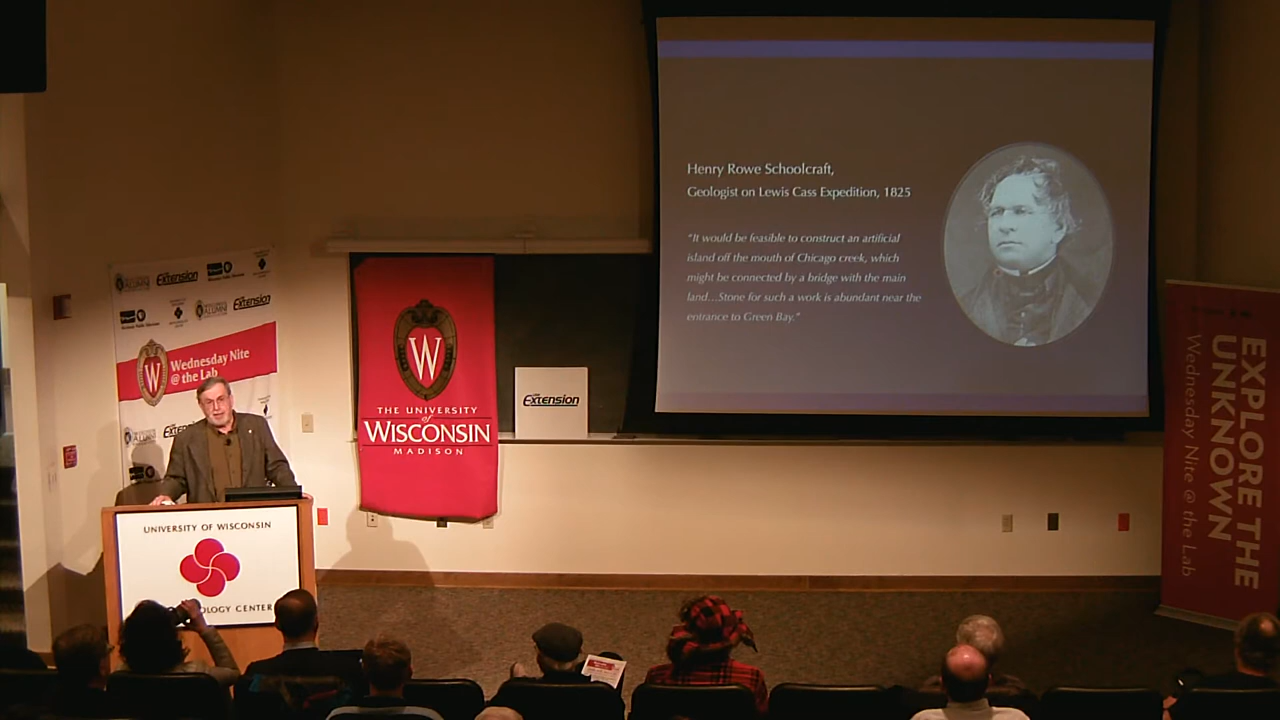 Henry Rowe Schoolcraft,
Geologist on Lewis Cass Expedition, 1825
"It would be feasible to construct an artificial
island off the mouth of Chicago creek, which
might be connected by a bridge with the main
land...Stone for such a work is abundant near the
entrance to Green Bay."
ALUMNI
Extension
ALUMNI
Extension
W
Wednesday Nite
@ the Lab
W
THE UNIVERSITY
of
WISCONSIN
MADISON
Extension
UNIVERSITY OF WISCONSIN
OLOGY CENTER
EXPLORE THE
UNKNOWN
Wednesday Nite @ the Lab